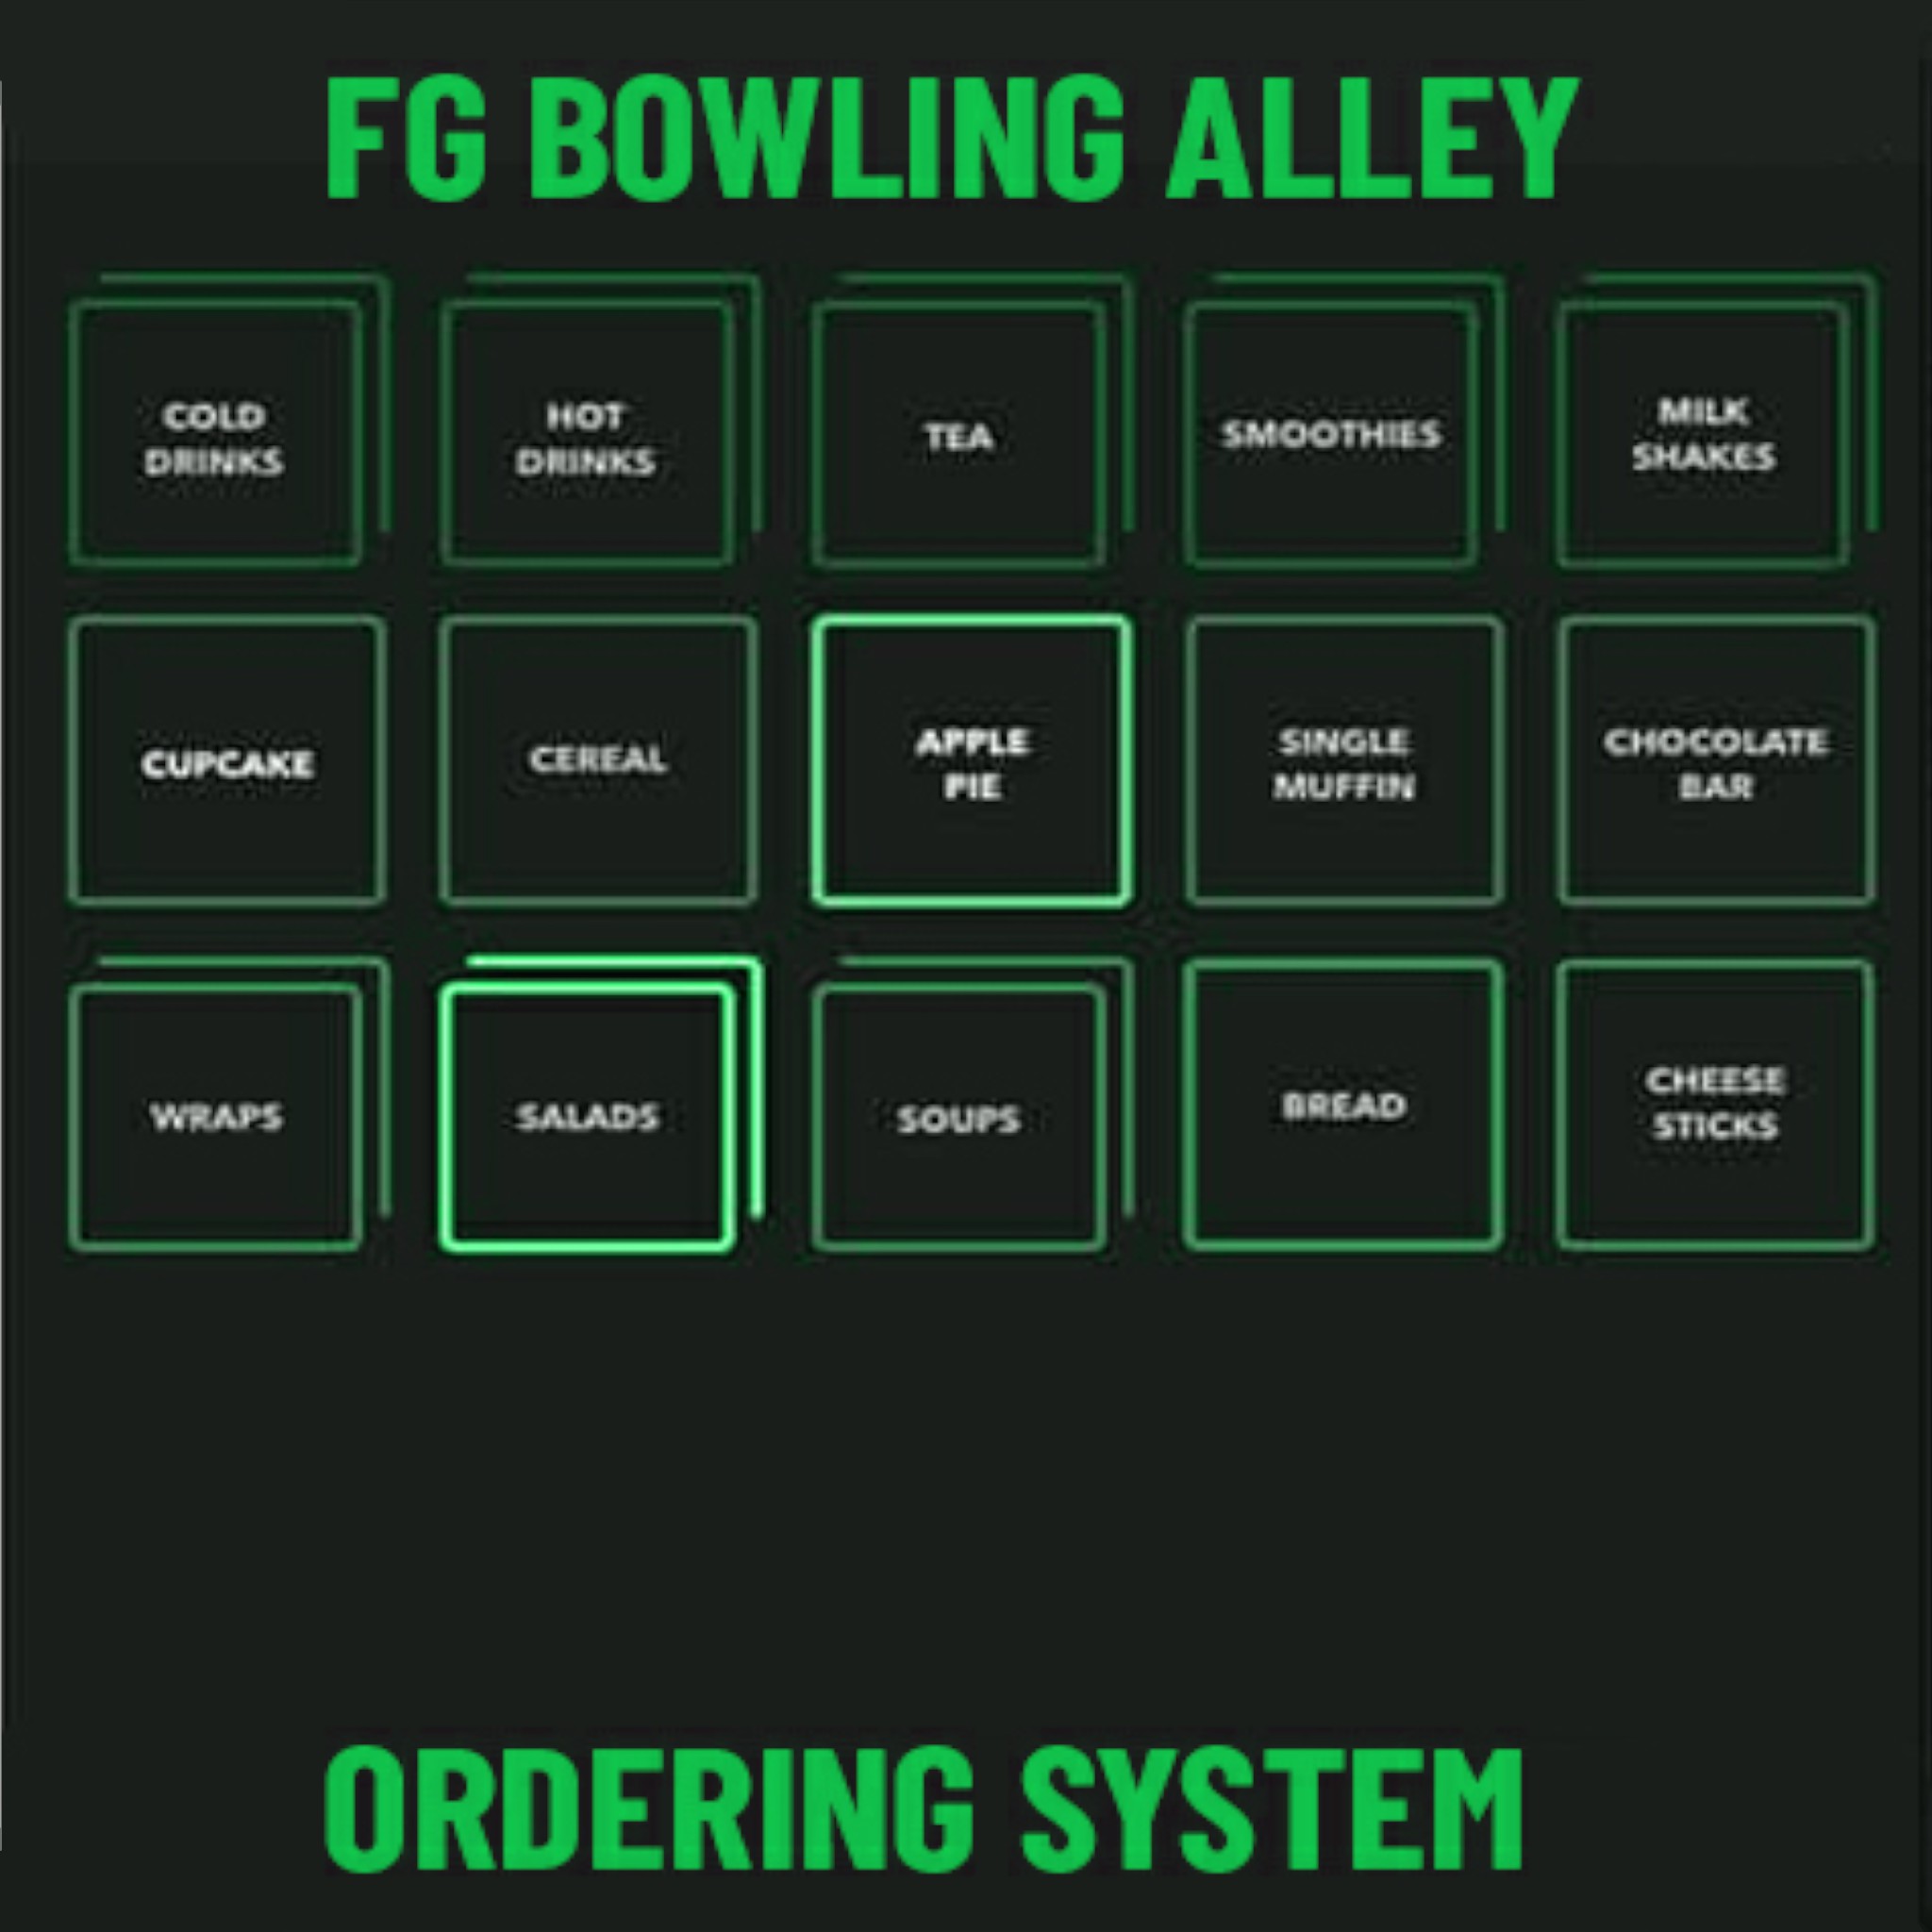 FG BOWLING ALLEY
COLD
DRINKS
HOT
DRINKS
TEA
SMOOTHIES
MILK
SHAKES
CUPCAKE
CEREAL
APPLE
PIE
SINGLE
MUFFIN
CHOCOLATE
BAR
WRAPS
SALADS
SOUPS
BREAD
CHEESE
STICKS
ORDERING SYSTEM